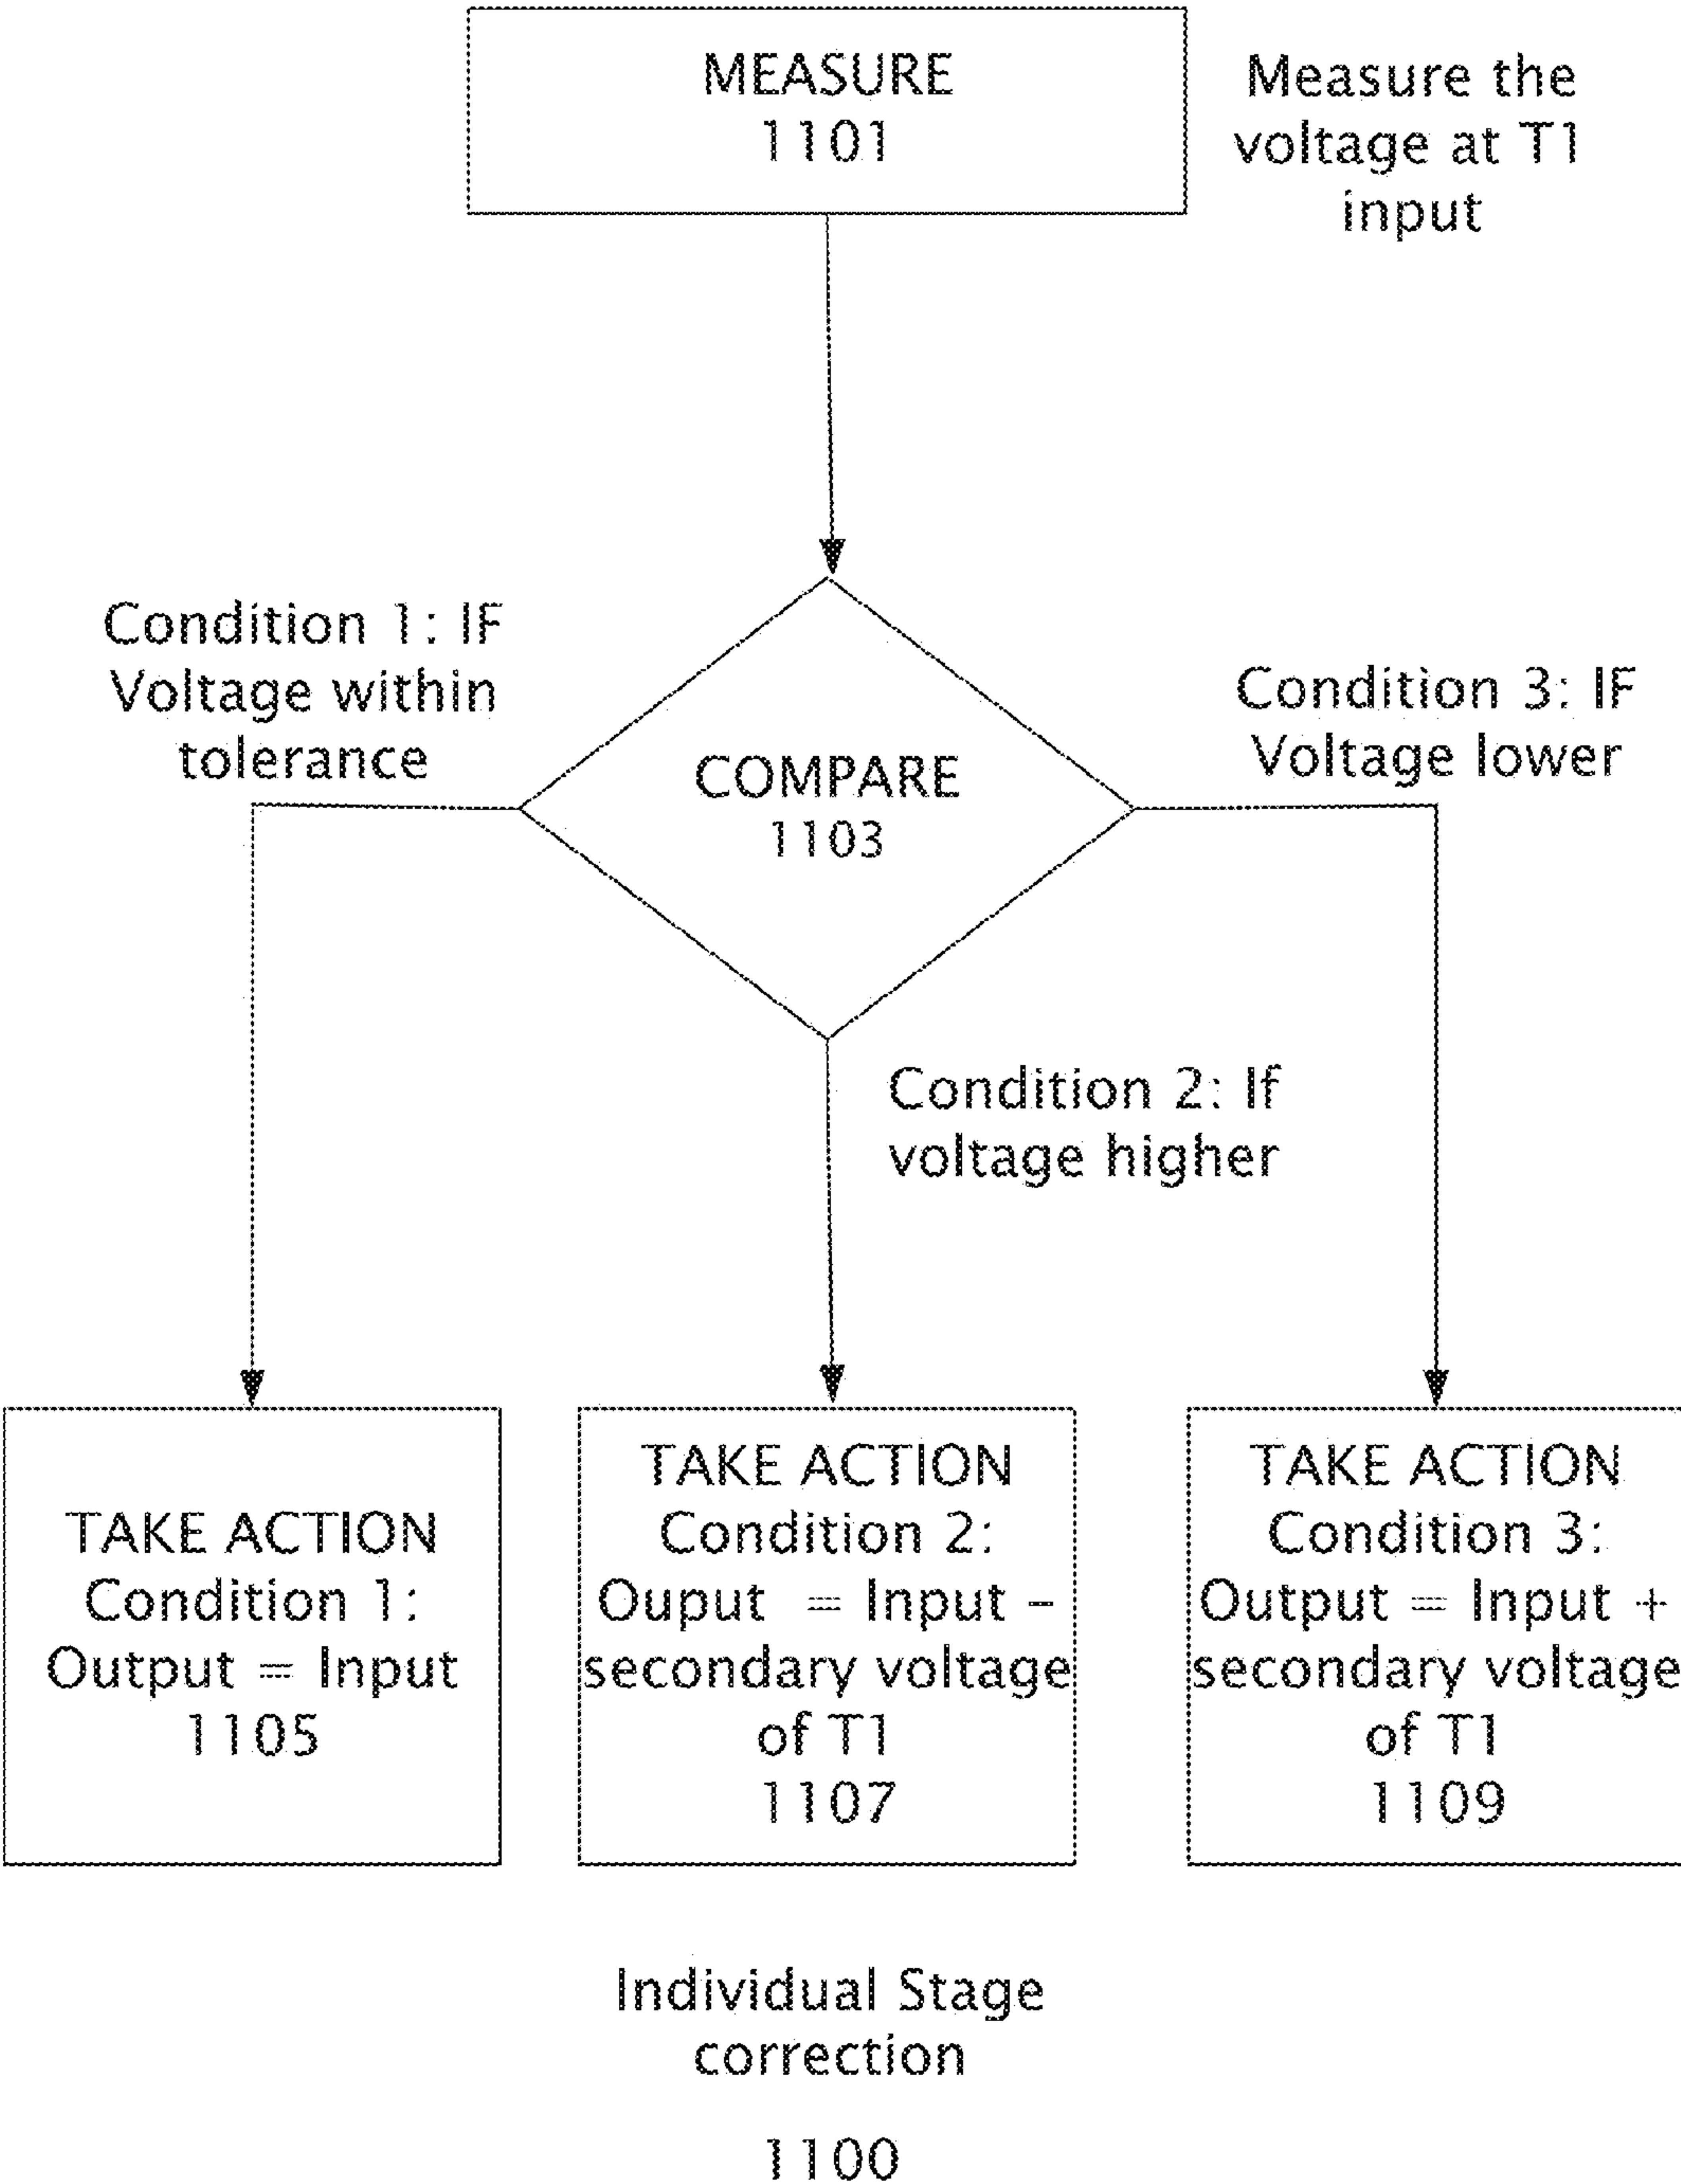 MEASURE
1101
Measure the
voltage at T1
input
Condition 1: IF
Voltage within
tolerance
COMPARE
1103
Condition 3: IF
Voltage lower
Condition 2: If
voltage higher
TAKE ACTION
Condition 1:
Output = Input
1105
TAKE ACTION
Condition 2:
Ouput = Input -
secondary voltage
of T1
1107
TAKE ACTION
Condition 3:
Output = Input +
secondary voltage
of T1
1109
Individual Stage
correction
1100